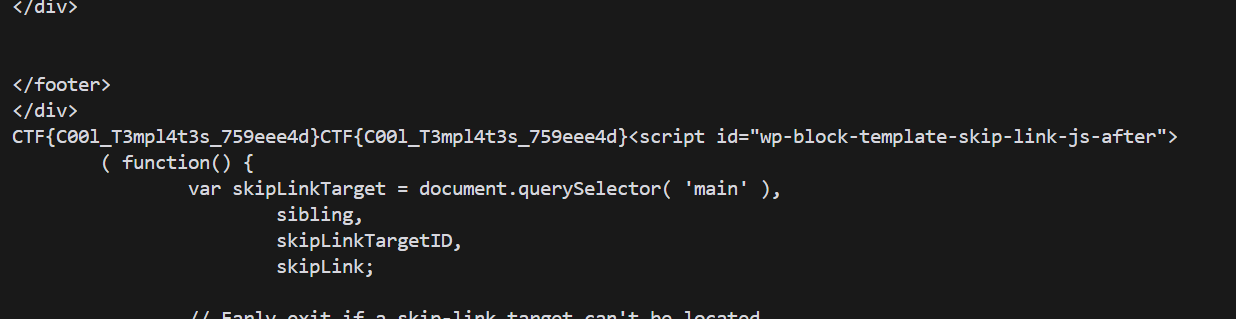 </div>
</footer>
</div>
CTF{C00l_T3mpl4t3s_759eee4d}CTF{C00l_T3mpl4t3s_759eee4d}<script id="wp-block-template-skip-link-js-after">
( function() {
var skipLinkTarget = document.querySelector( 'main' ),
sibling,
skipLinkTargetID,
skipLink;
// Early exit if a skip-link target can't be located